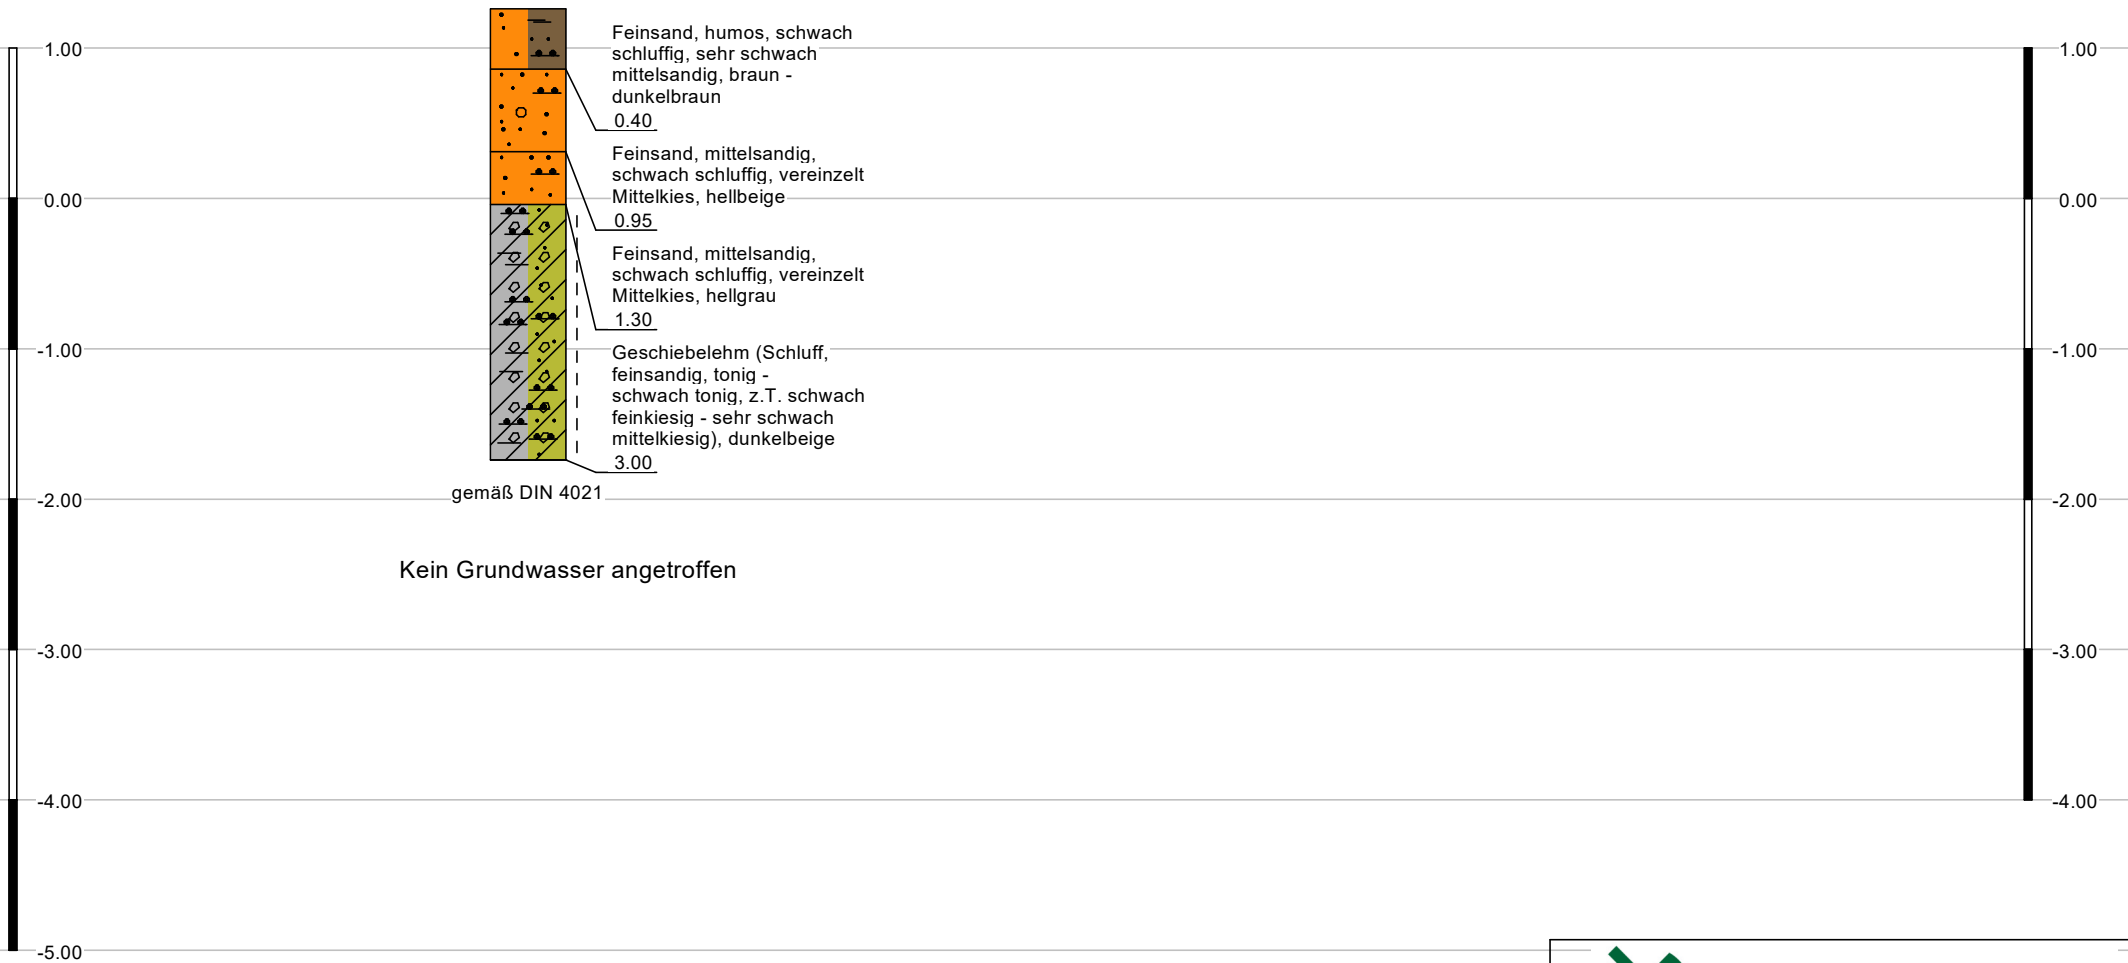 Feinsand, humos, schwach
schluffig, sehr schwach
mittelsandig, braun -
dunkelbraun
0.40
Feinsand, mittelsandig,
schwach schluffig, vereinzelt
Mittelkies, hellbeige
0.95
Feinsand, mittelsandig,
schwach schluffig, vereinzelt
Mittelkies, hellgrau
1.30
Geschiebelehm (Schluff,
feinsandig, tonig -
schwach tonig, z.T. schwach
feinkiesig - sehr schwach
mittelkiesig), dunkelbeige
3.00
gemäß DIN 4021
Kein Grundwasser angetroffen
1.00
0.00
-1.00
-2.00
-3.00
-4.00
-5.00
1.00
0.00
-1.00
-2.00
-3.00
-4.00